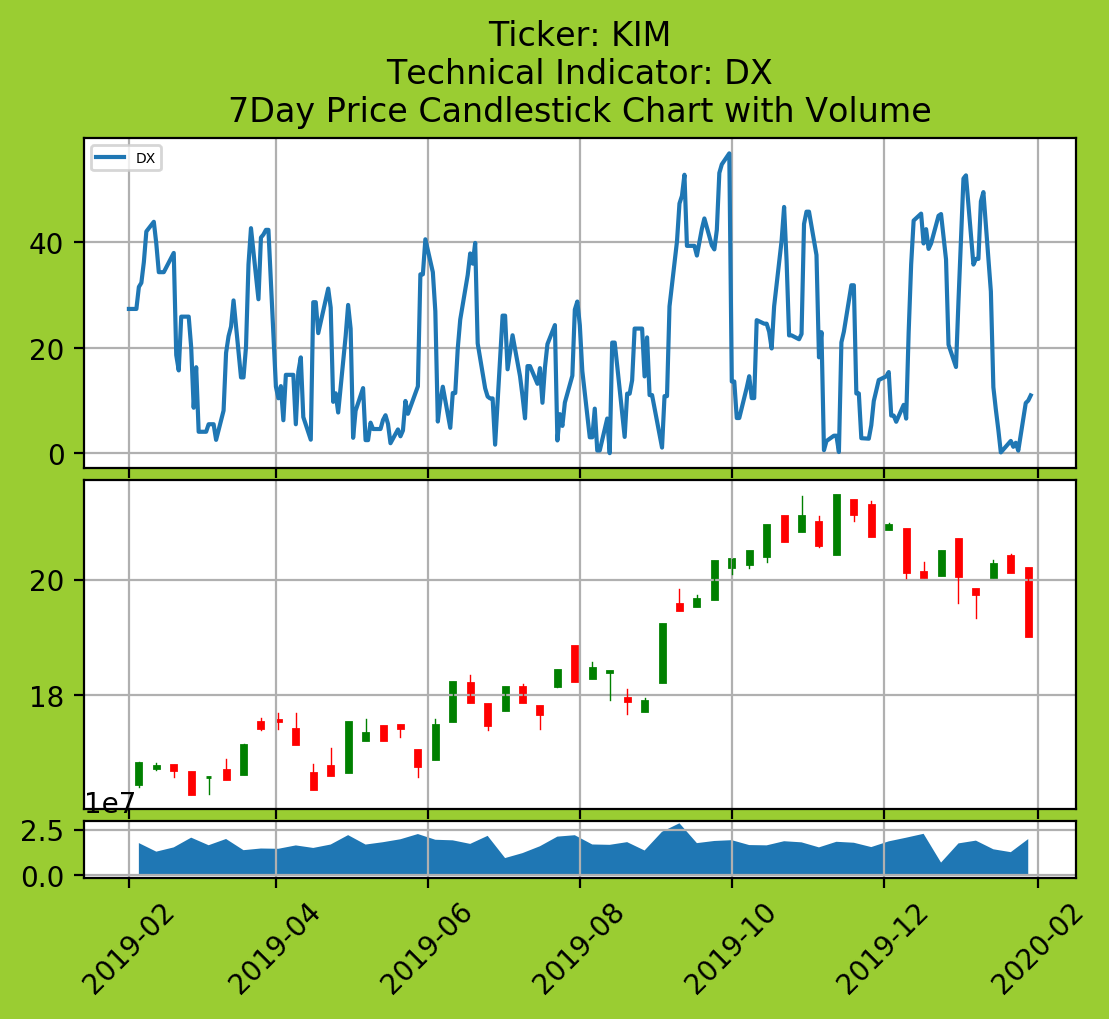 Ticker: KIM
Technical Indicator: DX
7Day Price Candlestick Chart with Volume
DX
40
20
0
20
18
1e7
2.5
0.0
2019-02
2019-04
2019-06
2019-08
2019-10
2019-12
2020-02